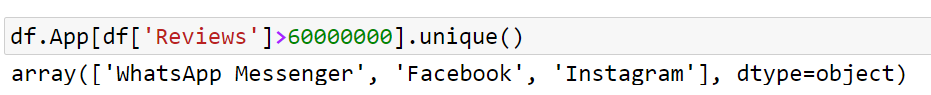 df.App[df['Reviews']>60000000].unique()
array(['WhatsApp Messenger', 'Facebook', 'Instagram'], dtype=object)